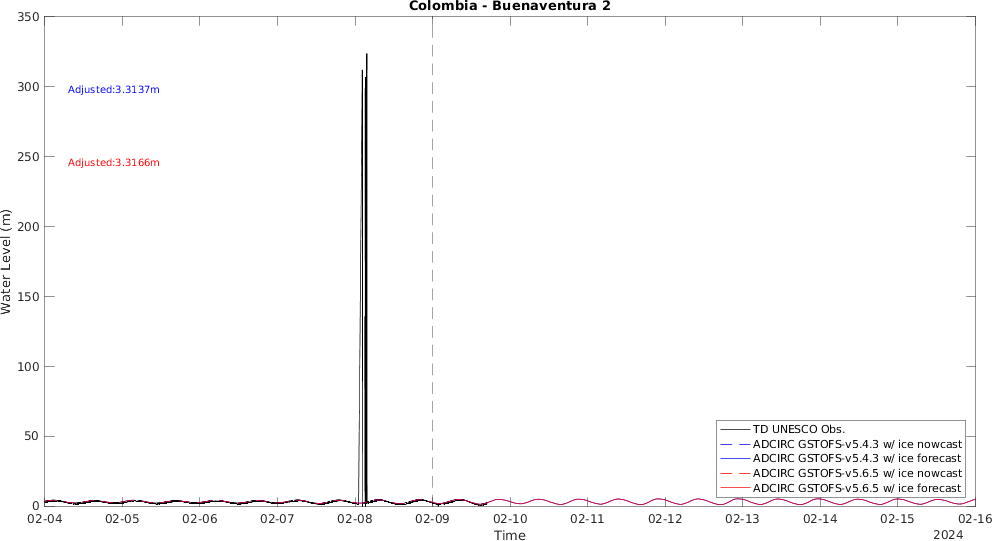 Colombia - Buenaventura 2
350
300
250
200
150
100
50
0
Water Level (m)
Adjusted:3.3137m
Adjusted:3.3166m
TD UNESCO Obs.
ADCIRC GSTOFS-v5.4.3 w/ ice nowcast
ADCIRC GSTOFS-v5.4.3 w/ ice forecast
ADCIRC GSTOFS-v5.6.5 w/ ice nowcast
ADCIRC GSTOFS-v5.6.5 w/ ice forecast
02-04 02-05 02-06 02-07 02-08 02-09 02-10 02-11 02-12 02-13 02-14 02-15 02-16
Time
2024